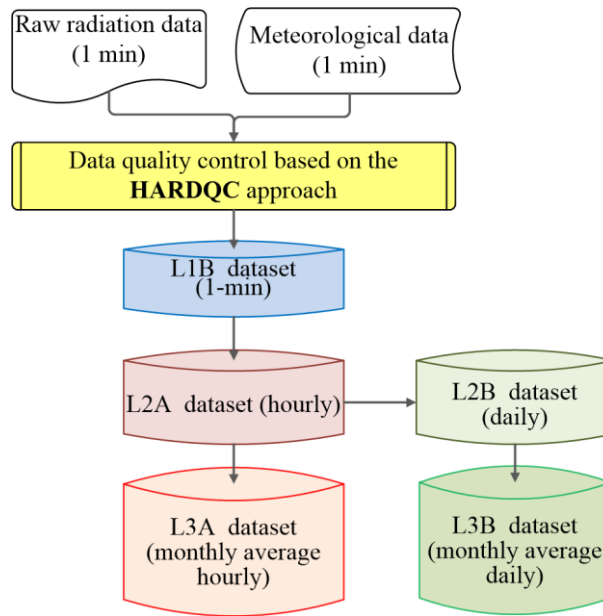 Raw radiation data
(1 min)
Meteorological data
(1 min)
Data quality control based on the
HARDQC approach
L1B dataset
(1-min)
L2A dataset (hourly)
L2B dataset
(daily)
L3A dataset
(monthly average
hourly)
L3B dataset
(monthly average
daily)